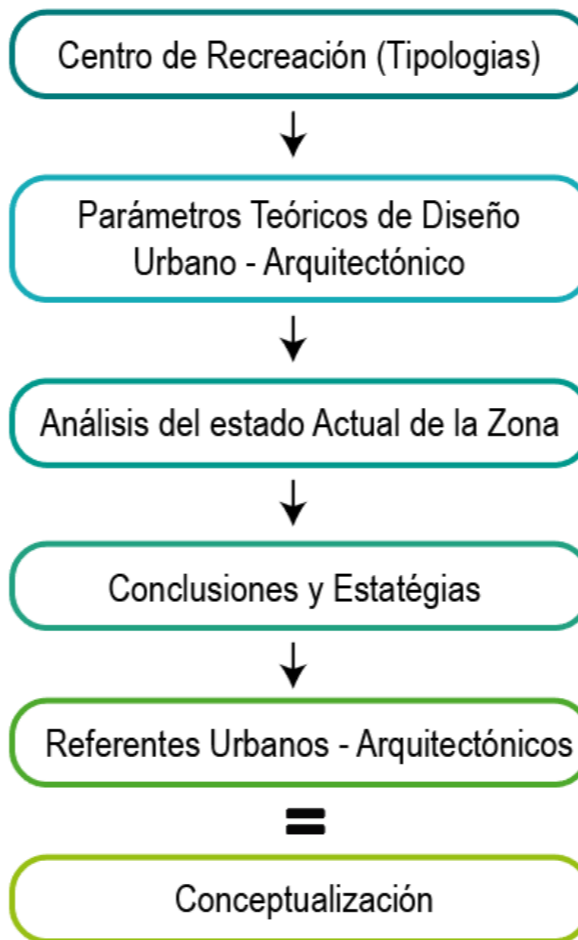 Centro de Recreación (Tipologias)
Parámetros Teóricos de Diseño
Urbano - Arquitectónico
Análisis del estado Actual de la Zona
Conclusiones y Estatégias
Referentes Urbanos - Arquitectónicos
=
Conceptualización